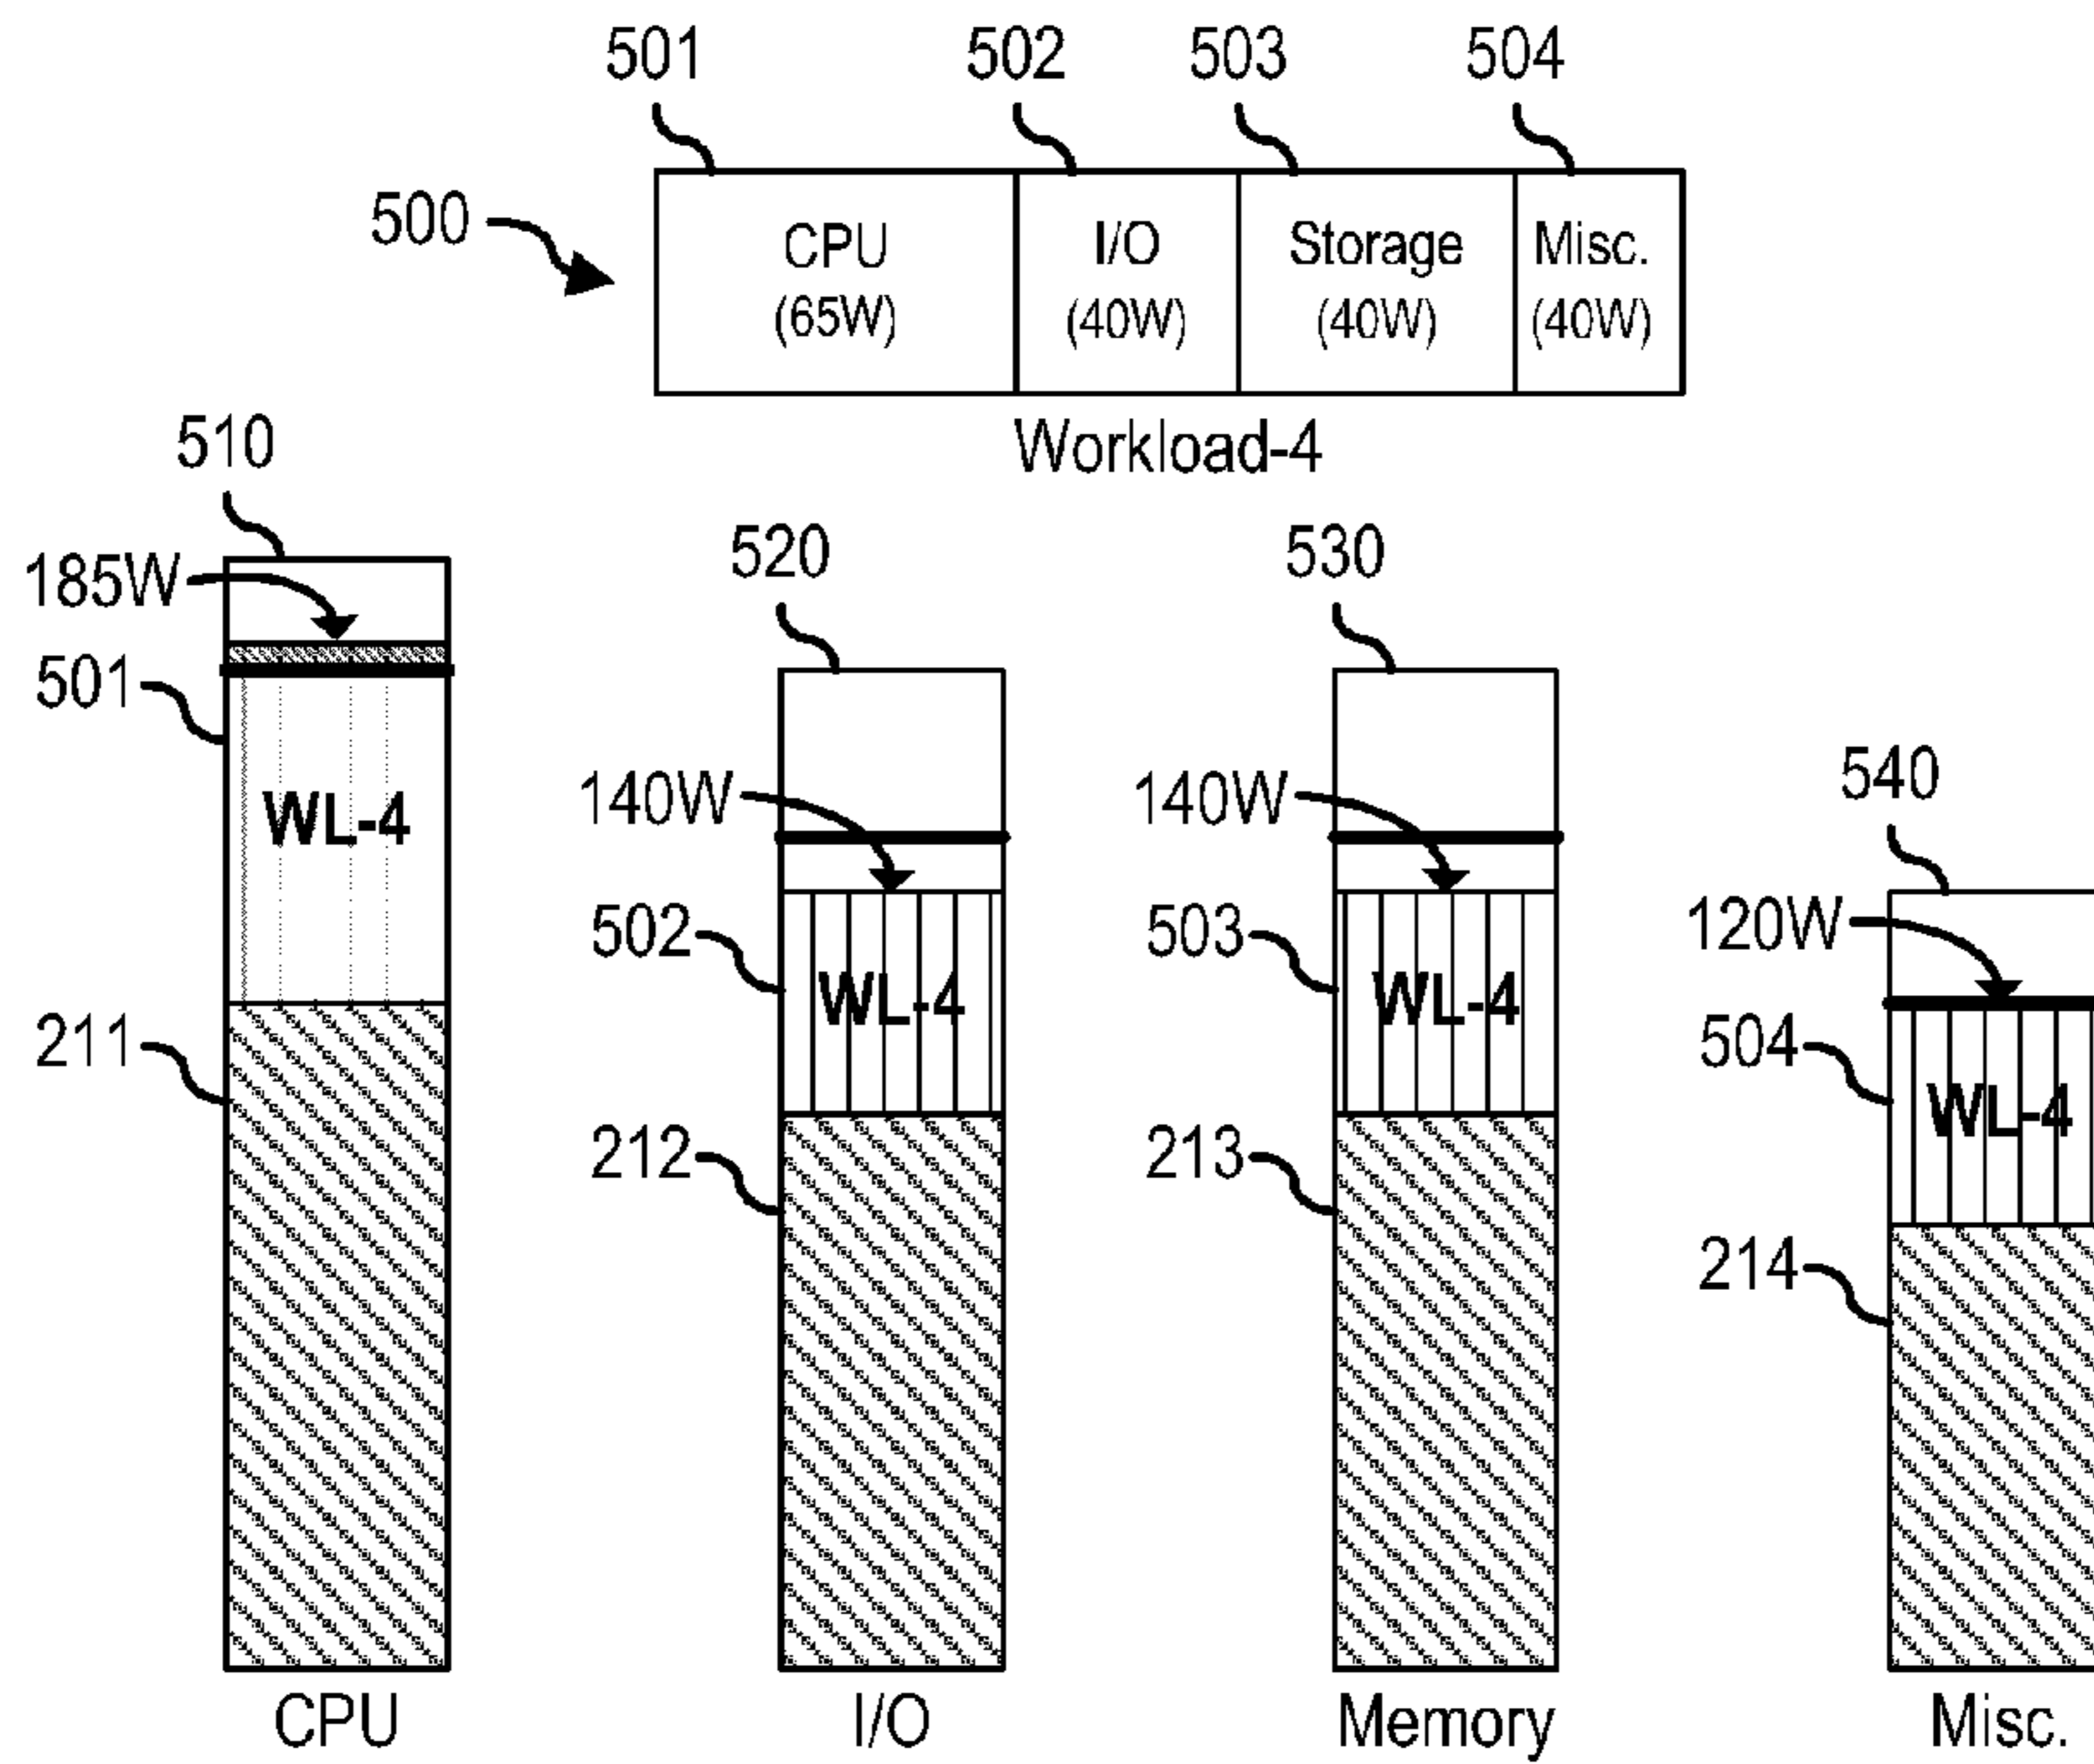 501 502 503 504
500
CPU I/O Storage Misc.
(65W) (40W) (40W) (40W)
Workload-4
510
520 530
185W
501
540
140W 140W
WL-4
120W
502 503
WL-4 WL-4
211 504
WL-4
212 213
214
CPU I/O Memory Misc.